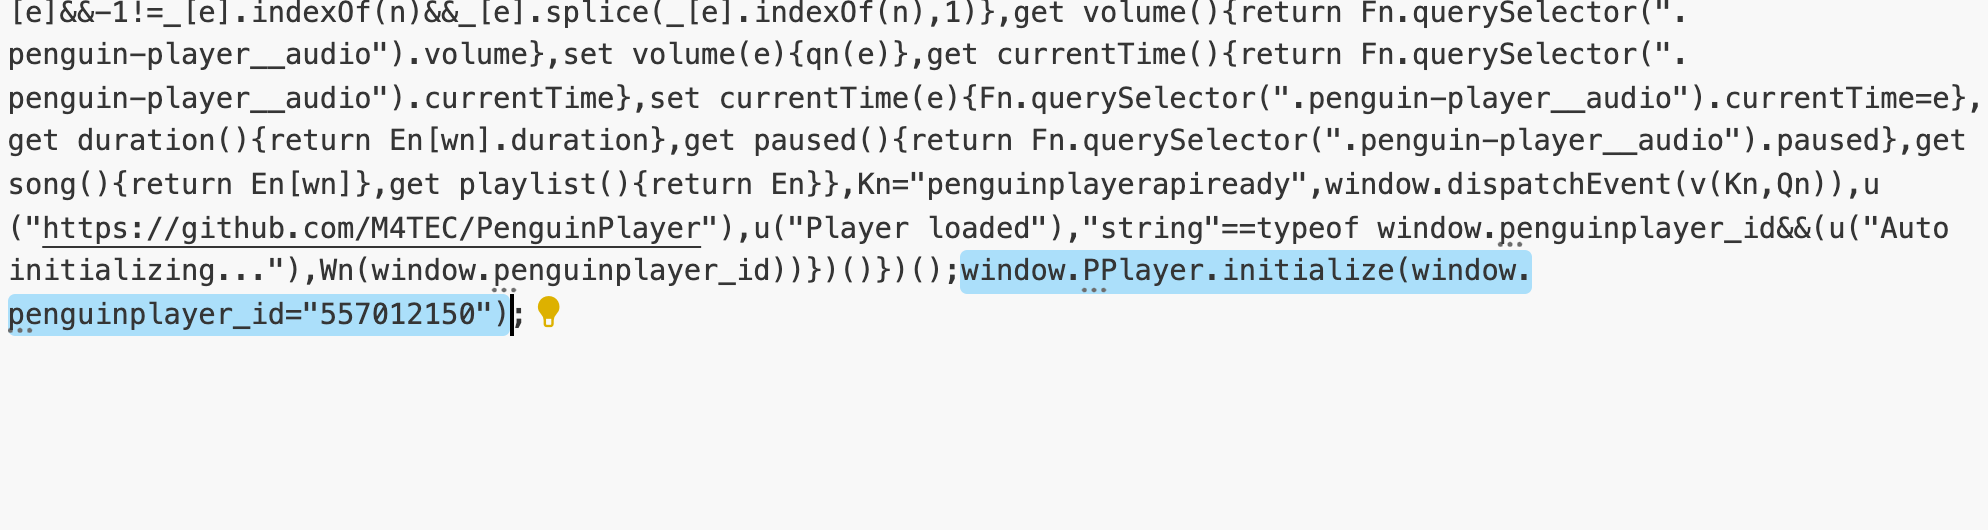 [e]&&-1!=_[e].indexOf(n)&&_[e].splice(_[e].indexOf(n),1)},get volume(){return Fn.querySelector(".
penguin-player__audio").volume},set volume(e){qn(e)},get currentTime(){return Fn.querySelector(".
penguin-player__audio").currentTime},set currentTime(e){Fn.querySelector(".penguin-player__audio").currentTime=e},
get duration(){return En[wn].duration},get paused(){return Fn.querySelector(".penguin-player__audio").paused},get
song(){return En[wn]},get playlist(){return En}},Kn="penguinplayerapiready",window.dispatchEvent(v(Kn,Qn)),u
("https://github.com/M4TEC/PenguinPlayer"),u("Player loaded"),"string"==typeof window.penguinplayer_id&&(u("Auto
initializing..."),Wn(window.penguinplayer_id))})()})();window.PPlayer.initialize(window.
penguinplayer_id="557012150");